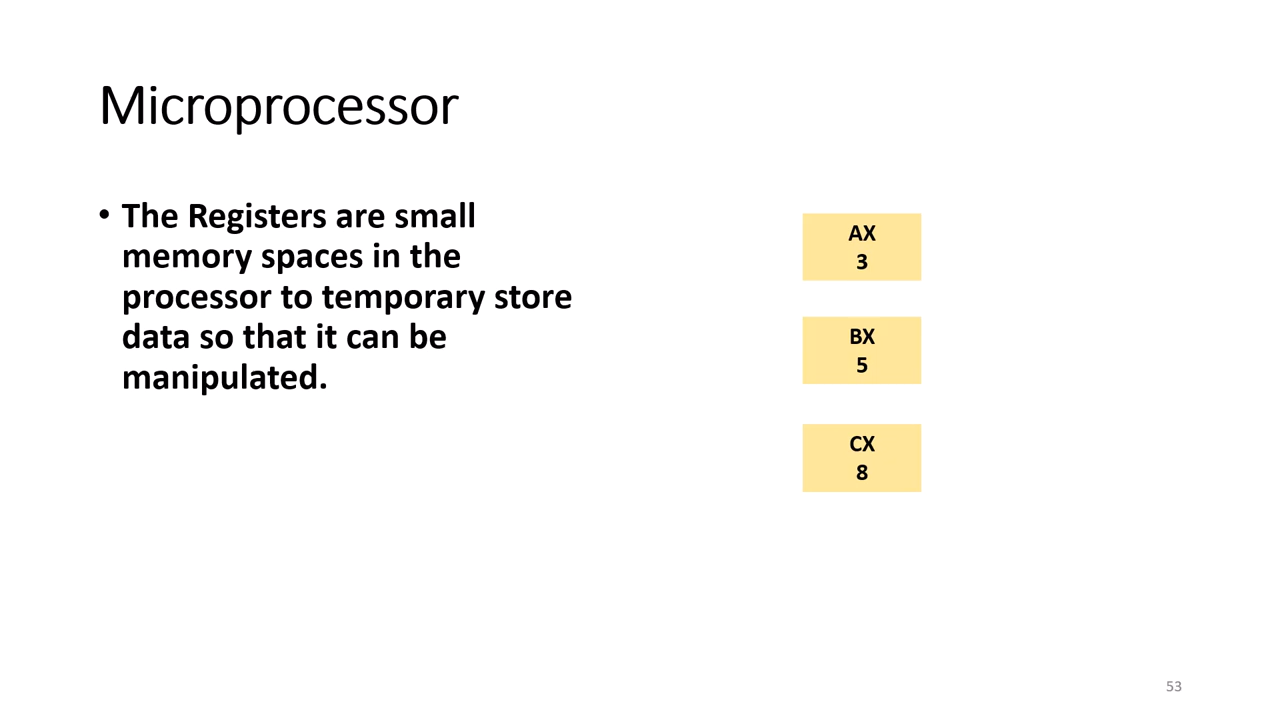 Microprocessor
• The Registers are small
memory spaces in the
processor to temporary store
data so that it can be
manipulated.
AX
3
BX
5
CX
8
53